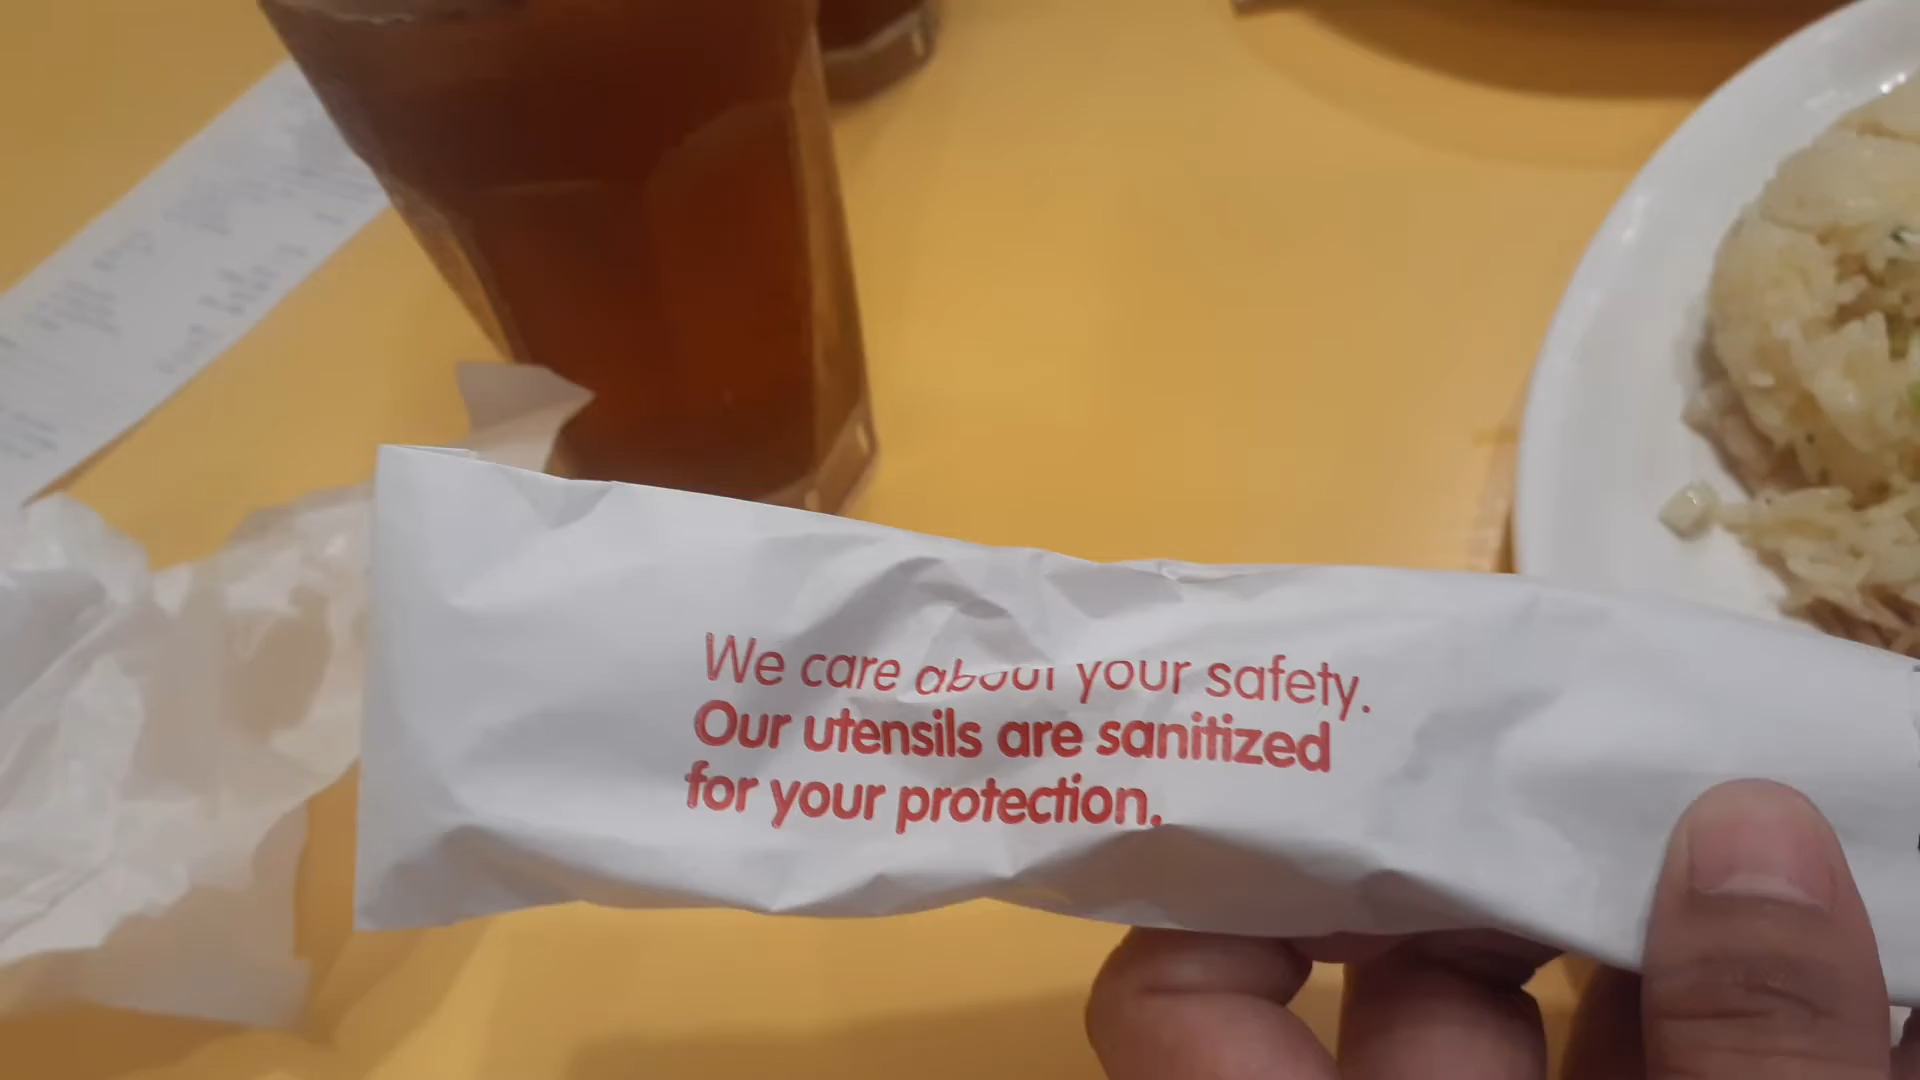 We care about your safety.
Our utensils are sanitized
for your protection.